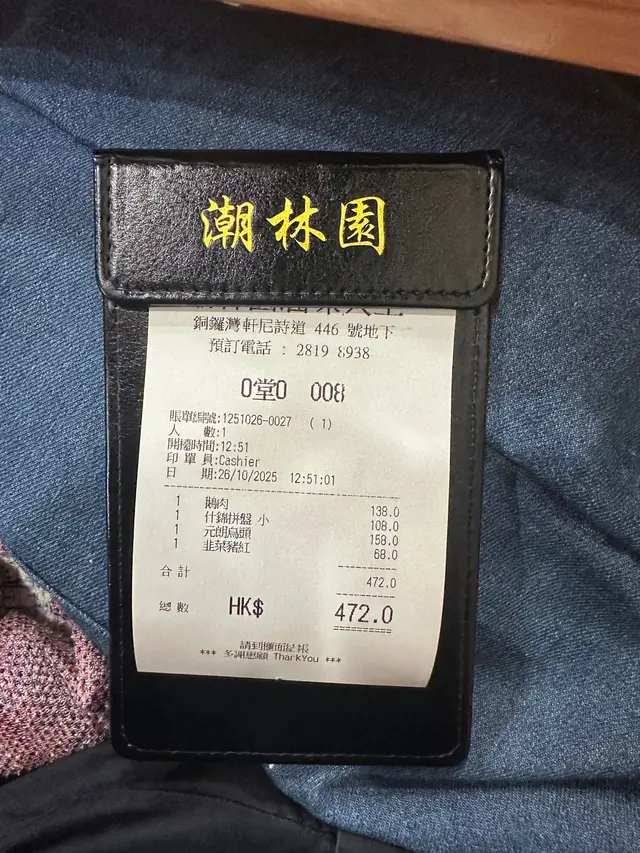 潮林園
銅鑼灣軒尼詩道 446 號地下
預訂電話 : 2819 8938
0堂0 008
賬單編號:1251026-0027 (1)
人 數:1
開檯時間:12:51
印單員:Cashier
日 期:26/10/2025 12:51:01
1 鵝肉 138.0
1 什錦拼盤 小 108.0
1 元朗烏頭 158.0
1 韭菜豬紅 68.0
合計 472.0
總數 HK$ 472.0
請到櫃面
*** 多謝惠顧 ThankYou ***